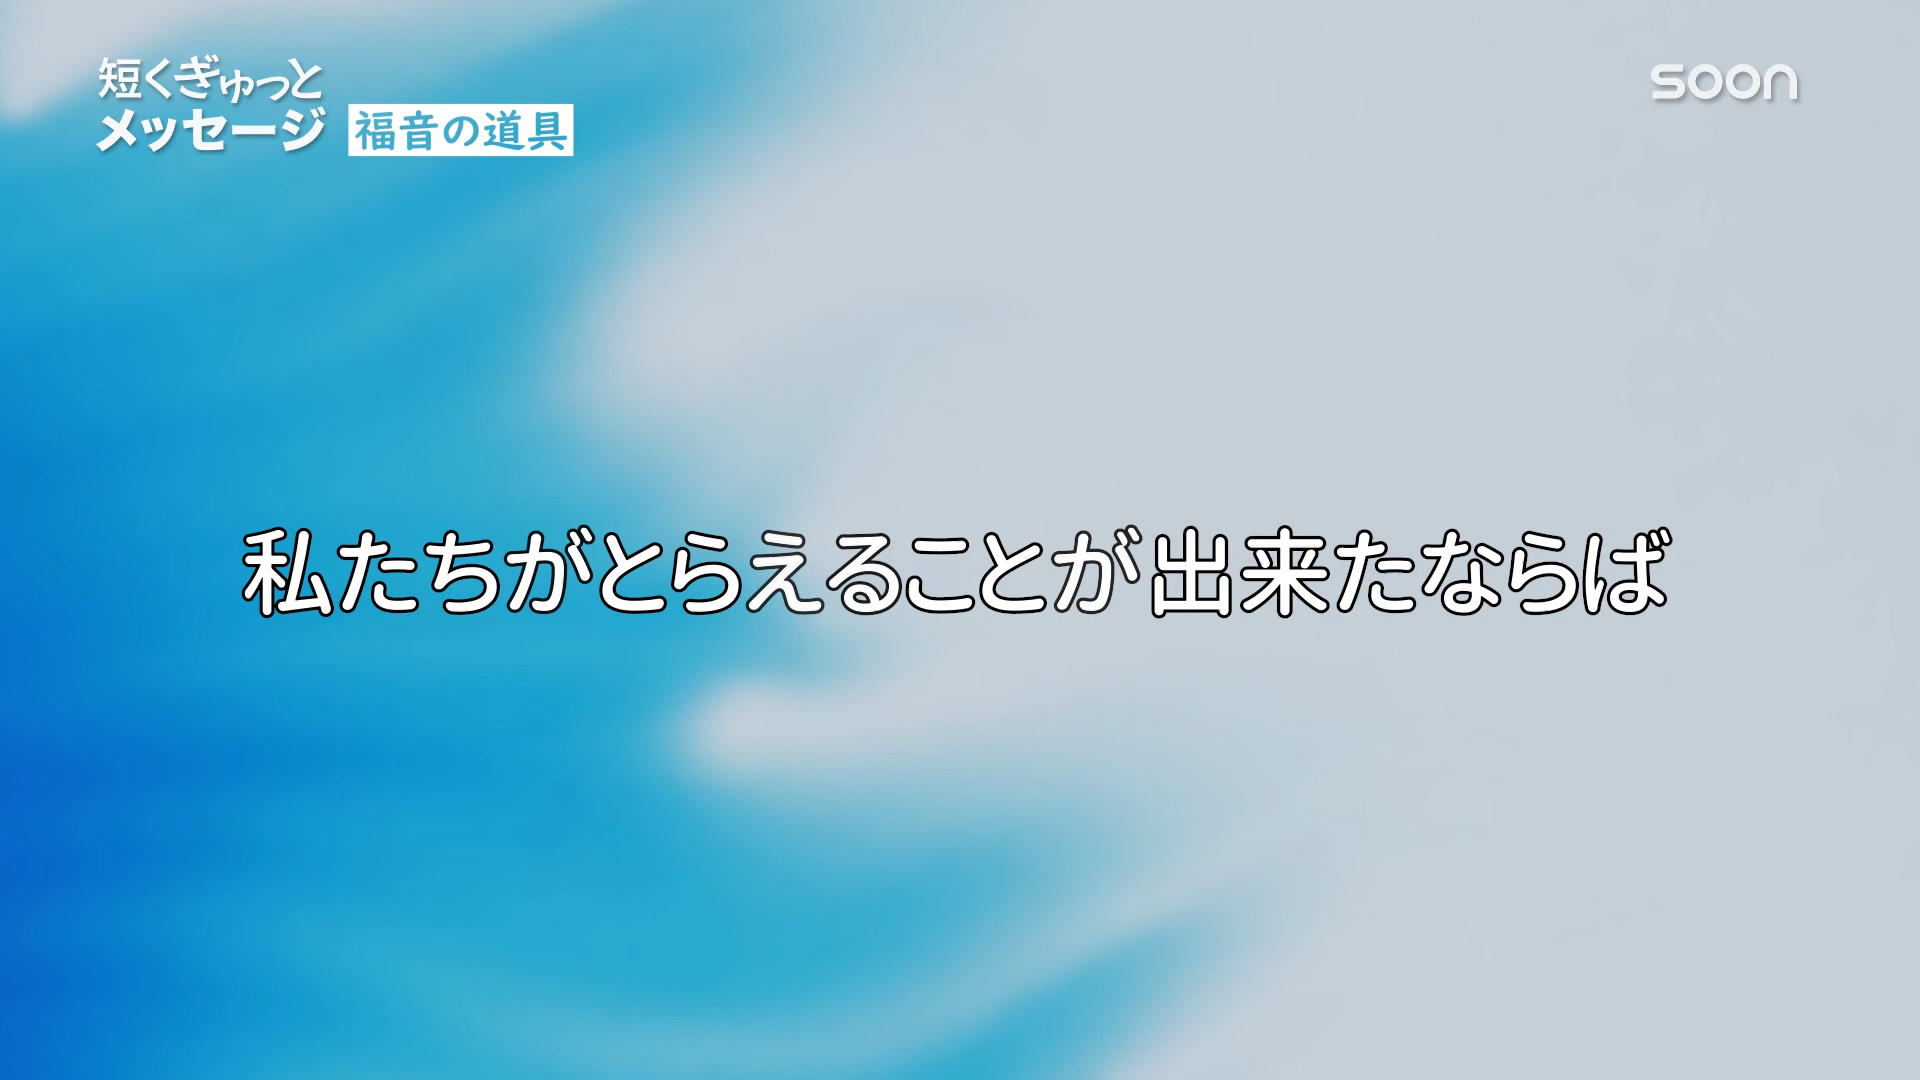 短くぎゅっと
メッセージ
福音の道具
soon
私たちがとらえることが出来たならば